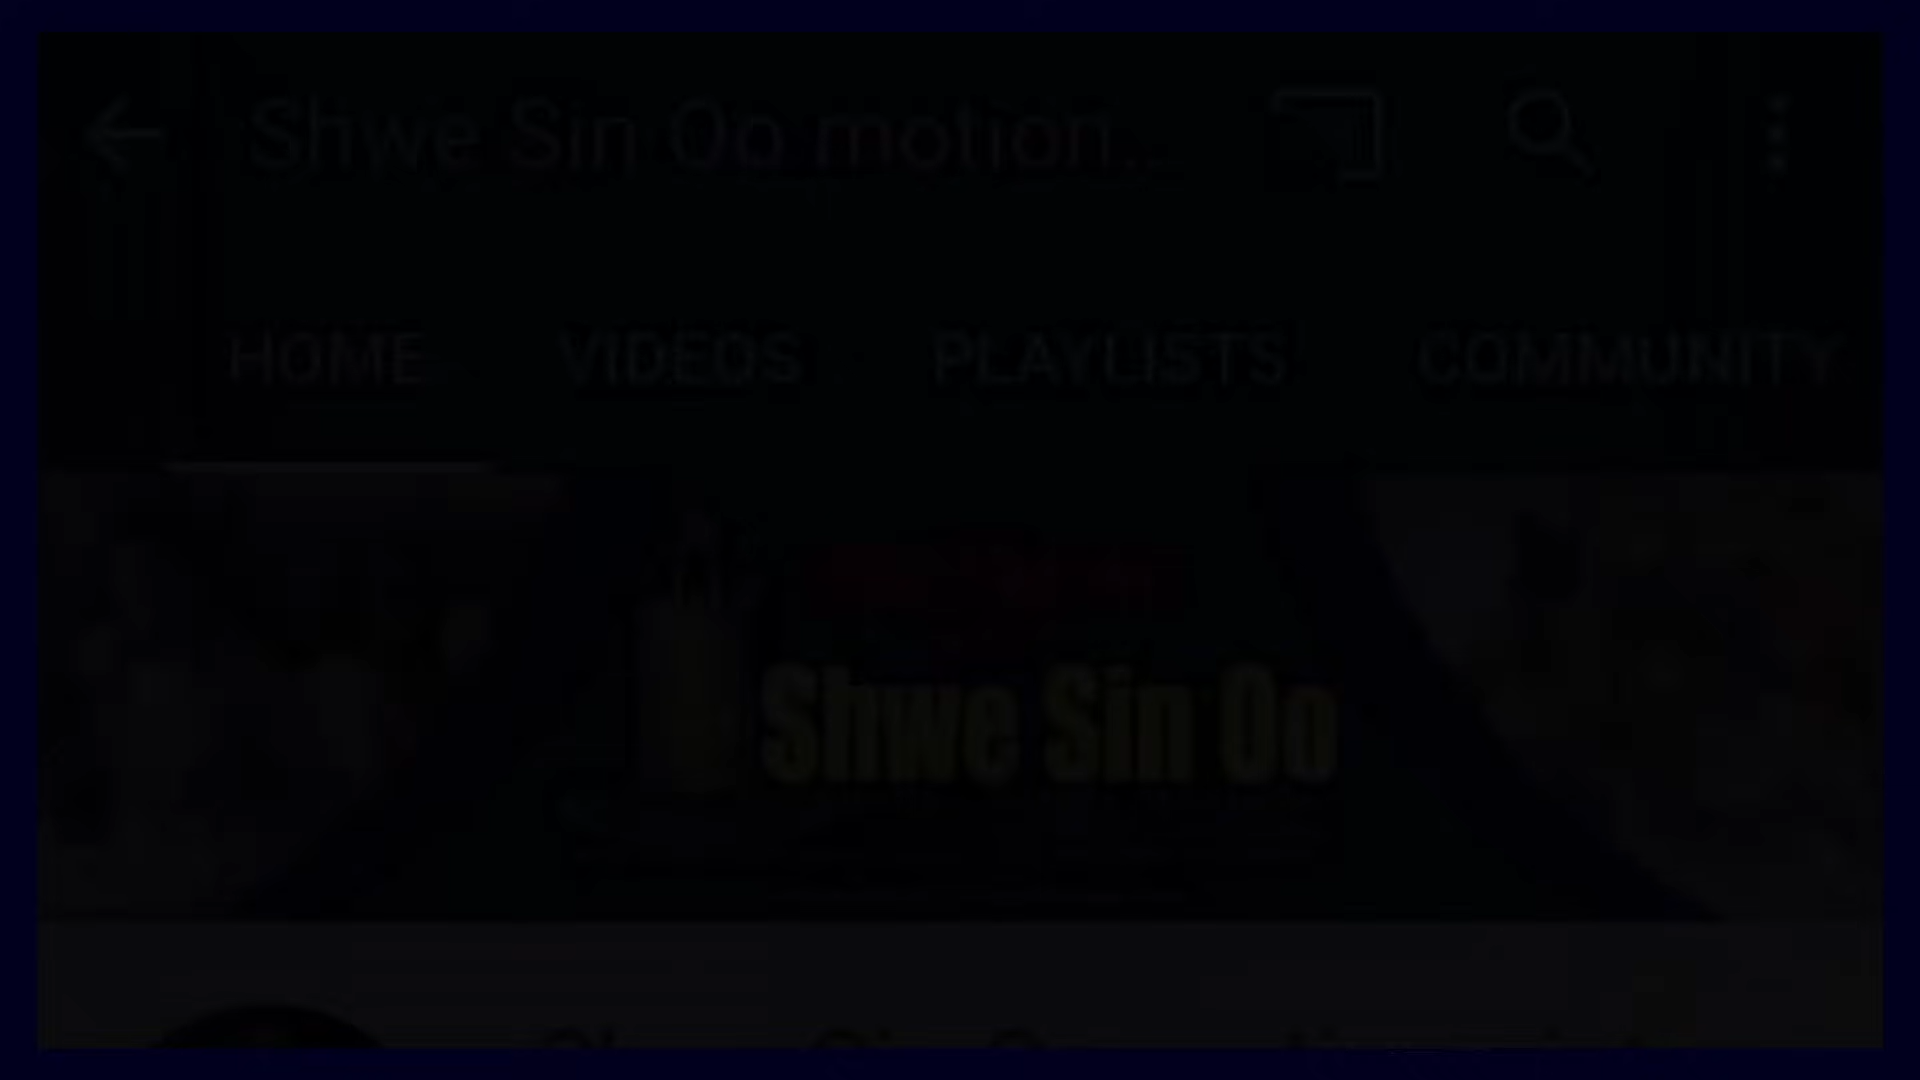 Shwe Sin Oo motion...
HOME VIDEOS PLAYLISTS COMMUNITY
Shwe Sin Oo